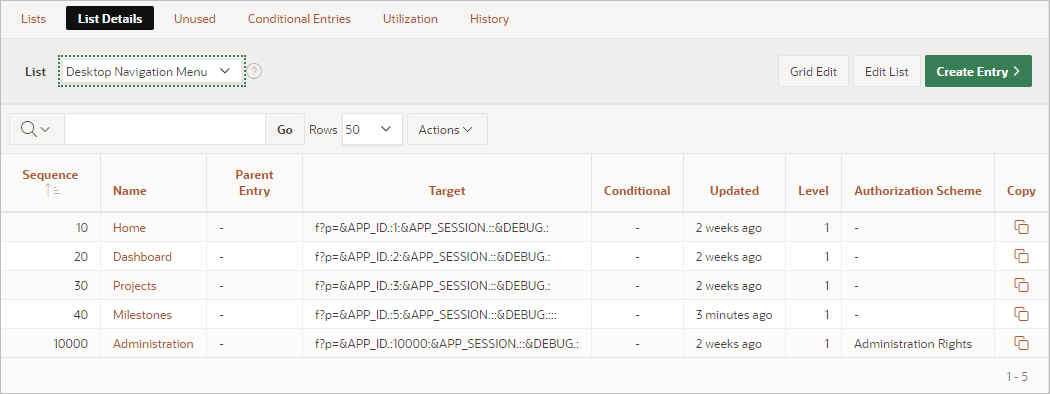 Lists List Details Unused Conditional Entries Utilization History
List Desktop Navigation Menu ? Grid Edit Edit List Create Entry
Go Rows 50 Actions
Sequence Name Parent Entry Target Conditional Updated Level Authorization Scheme Copy
10 Home - f?p=&APP_ID.:1:&APP_SESSION.::&DEBUG.: - 2 weeks ago 1 -
20 Dashboard - f?p=&APP_ID.:2:&APP_SESSION.::&DEBUG.: - 2 weeks ago 1 -
30 Projects - f?p=&APP_ID.:3:&APP_SESSION.::&DEBUG.: - 2 weeks ago 1 -
40 Milestones - f?p=&APP_ID.:5:&APP_SESSION.::&DEBUG.::: - 3 minutes ago 1 -
10000 Administration - f?p=&APP_ID.:10000:&APP_SESSION.::&DEBUG.: - 2 weeks ago 1 Administration Rights
1 - 5